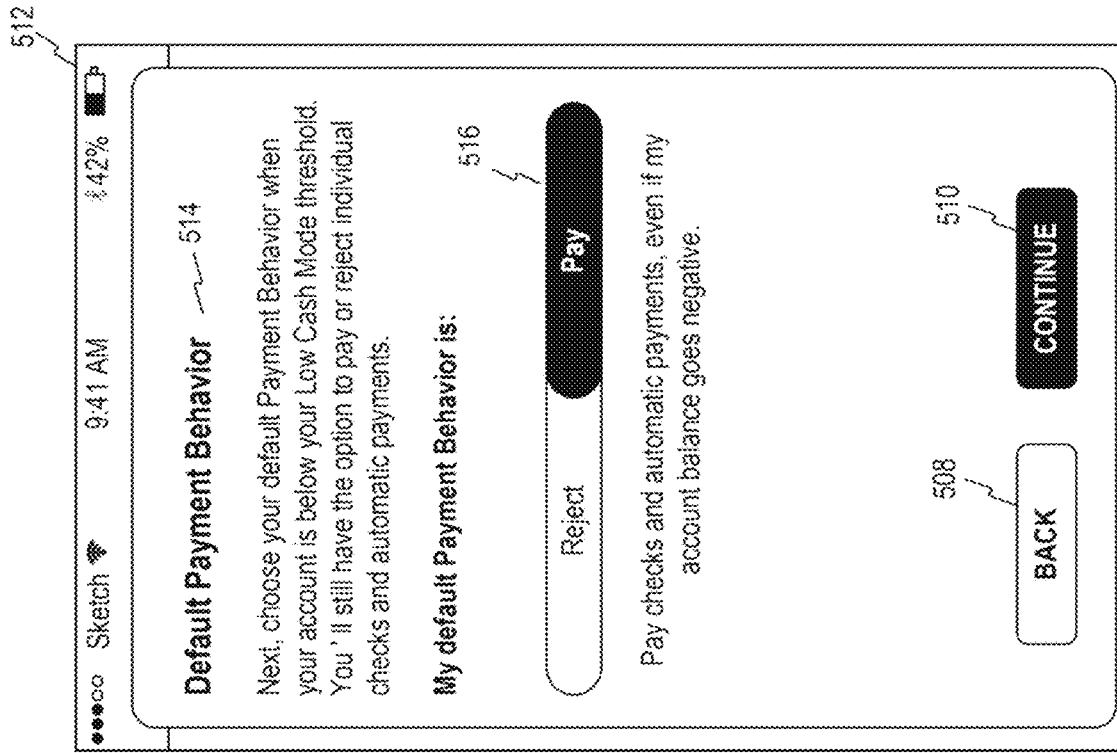 512
●●●○○ Sketch 9:41 AM 42%
Default Payment Behavior 514
Next, choose your default Payment Behavior when
your account is below your Low Cash Mode threshold.
You ' ll still have the option to pay or reject individual
checks and automatic payments.
My default Payment Behavior is:
516
Reject Pay
Pay checks and automatic payments, even if my
account balance goes negative.
508 510
BACK CONTINUE